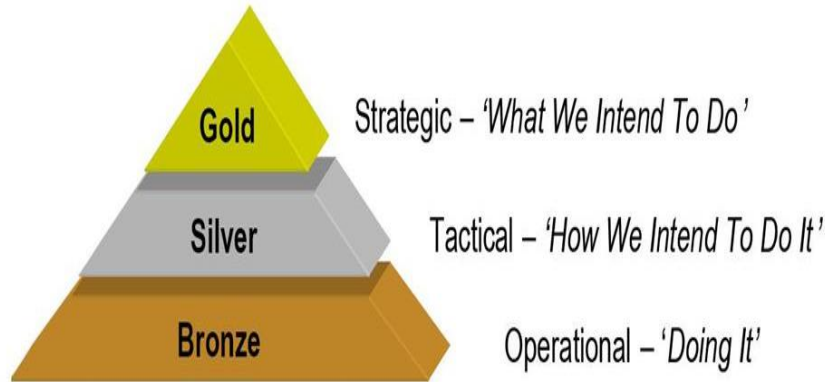 Gold
Strategic – ‘What We Intend To Do’
Silver
Tactical – ‘How We Intend To Do It’
Bronze
Operational – ‘Doing It’